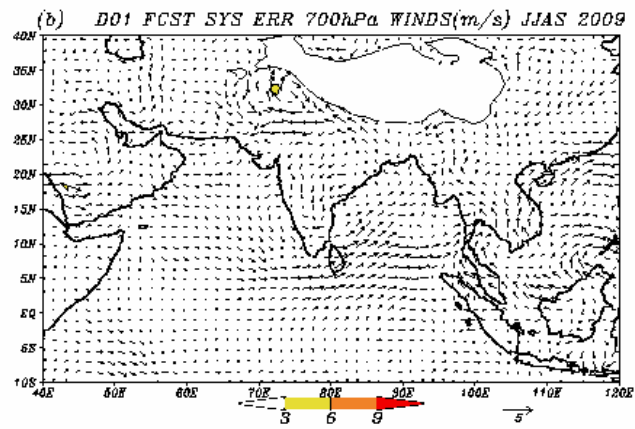 (b) D01 FCST SYS ERR 700hPa WINDS(m/s) JJAS 2009
40N
35N
30N
25N
20N
15N
10N
5N
EQ
5S
10S
40E 50E 60E 70E 80E 90E 100E 110E 120E
3 6 9 5